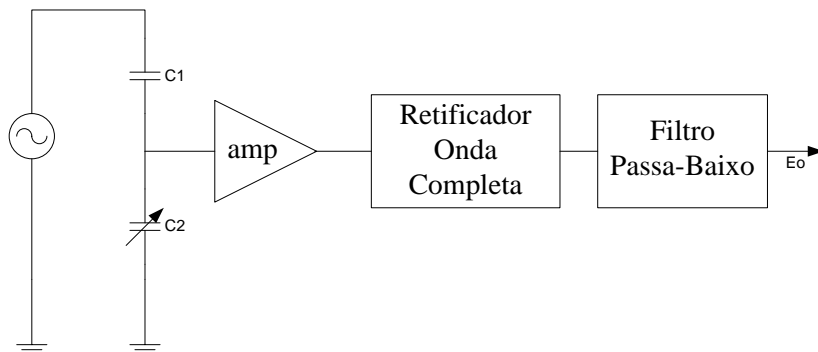 C1
amp
C2
Retificador
Onda
Completa
Filtro
Passa-Baixo
Eo